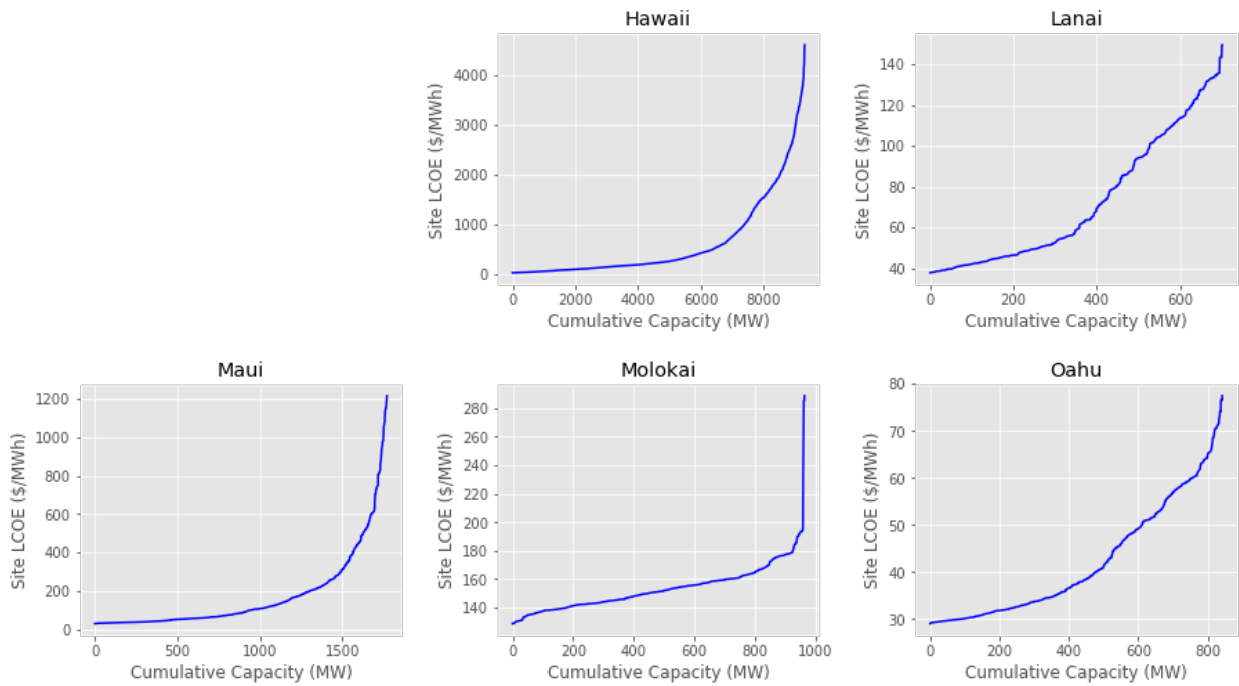 Hawaii
Site LCOE ($/MWh)
4000
3000
2000
1000
0
0 2000 4000 6000 8000
Cumulative Capacity (MW)
Lanai
Site LCOE ($/MWh)
140
120
100
80
60
40
0 200 400 600
Cumulative Capacity (MW)
Maui
Site LCOE ($/MWh)
1200
1000
800
600
400
200
0
0 500 1000 1500
Cumulative Capacity (MW)
Molokai
Site LCOE ($/MWh)
280
260
240
220
200
180
160
140
0 200 400 600 800 1000
Cumulative Capacity (MW)
Oahu
Site LCOE ($/MWh)
80
70
60
50
40
30
0 200 400 600 800
Cumulative Capacity (MW)